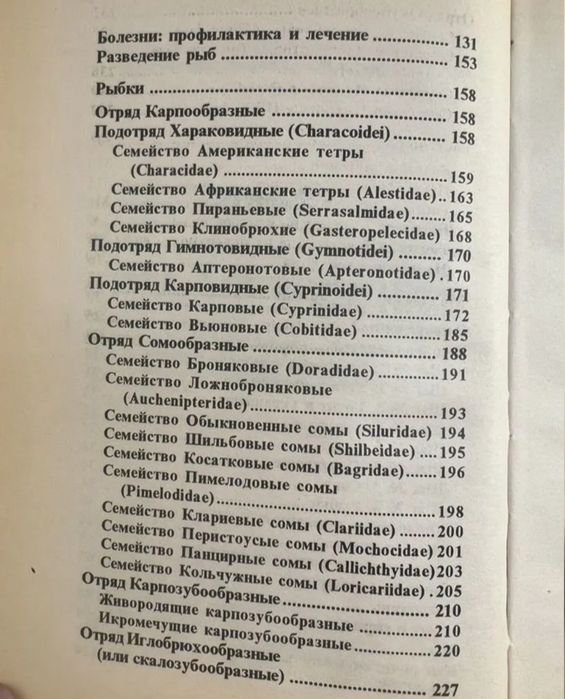 Болезни: профилактика и лечение .................. 131
Разведение рыб ........................................ 153
Рыбки ..................................................... 158
Отряд Карпообразные ................................ 158
Подотряд Хараковидные (Characoidei) ............ 158
Семейство Американские тетры
(Characidae) ........................................ 159
Семейство Африканские тетры (Alestidae) .. 163
Семейство Пираньевые (Serrasalmidae) ........ 165
Семейство Клинобрюхие (Gasteropelecidae) 168
Подотряд Гимнотовидные (Gymnotidei) ........ 170
Семейство Аптеронотовые (Apteronotidae) . 170
Подотряд Карповидные (Cyprinoidei) ............ 171
Семейство Карповые (Cyprinidae) .............. 172
Семейство Вьюновые (Cobitidae) ................ 185
Отряд Сомообразные ................................ 188
Семейство Броняковые (Doradidae) ............ 191
Семейство Ложноброняковые
(Auchenipteridae) .................................. 193
Семейство Обыкновенные сомы (Siluridae) 194
Семейство Шильбовые сомы (Shilbeidae) .... 195
Семейство Косатковые сомы (Bagridae) ....... 196
Семейство Пимелодовые сомы
(Pimelodidae) ....................................... 198
Семейство Клариевые сомы (Clariidae) ........ 200
Семейство Перистоусые сомы (Mochocidae) 201
Семейство Панцирные сомы (Callichthyidae) 203
Семейство Кольчужные сомы (Loricariidae) . 205
Отряд Карпозубообразные .......................... 210
Живородящие карпозубообразные .............. 210
Икромечущие карпозубообразные .............. 220
Отряд Иглобрюхообразные
(или скалозубообразные) ......................... 227